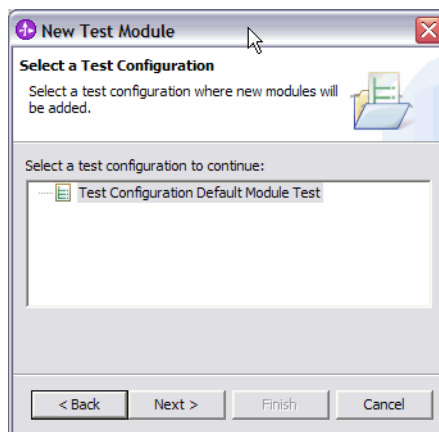 New Test Module
Select a Test Configuration
Select a test configuration where new modules will
be added.
Select a test configuration to continue:
Test Configuration Default Module Test
< Back Next > Finish Cancel